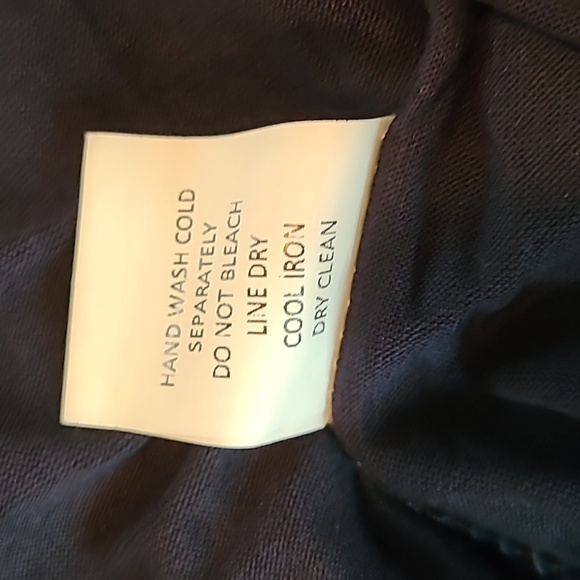 HAND WASH COLD
SEPARATELY
DO NOT BLEACH
LINE DRY
COOL IRON
DRY CLEAN